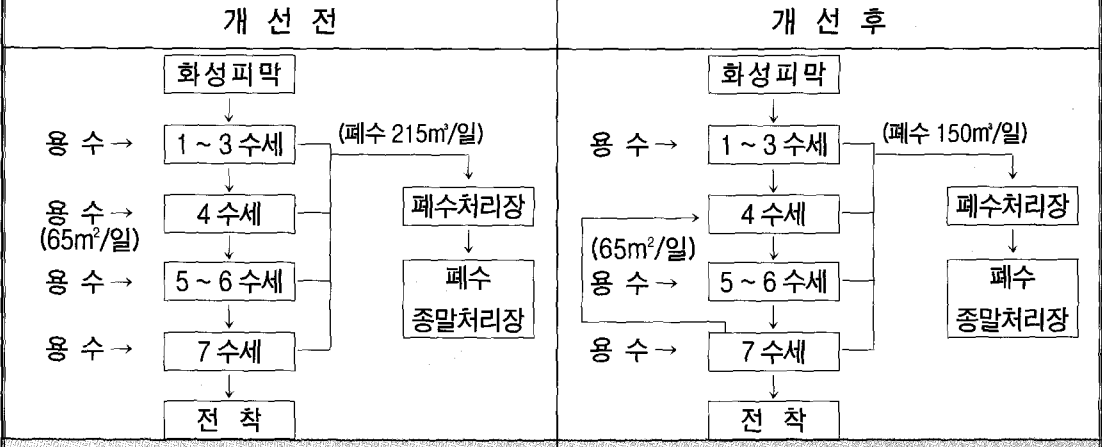 개 선 전
화성피막
용 수→ 1 ~ 3 수세 (폐수 215㎥/일)
용 수→ 4 수세 폐수처리장
(65m²/일)
용 수→ 5 ~ 6 수세 폐수
종말처리장
용 수→ 7 수세
전 착
개 선 후
화성피막
용 수→ 1 ~ 3 수세 (폐수 150㎥/일)
4 수세 폐수처리장
(65m²/일)
용 수→ 5 ~ 6 수세 폐수
종말처리장
용 수→ 7 수세
전 착